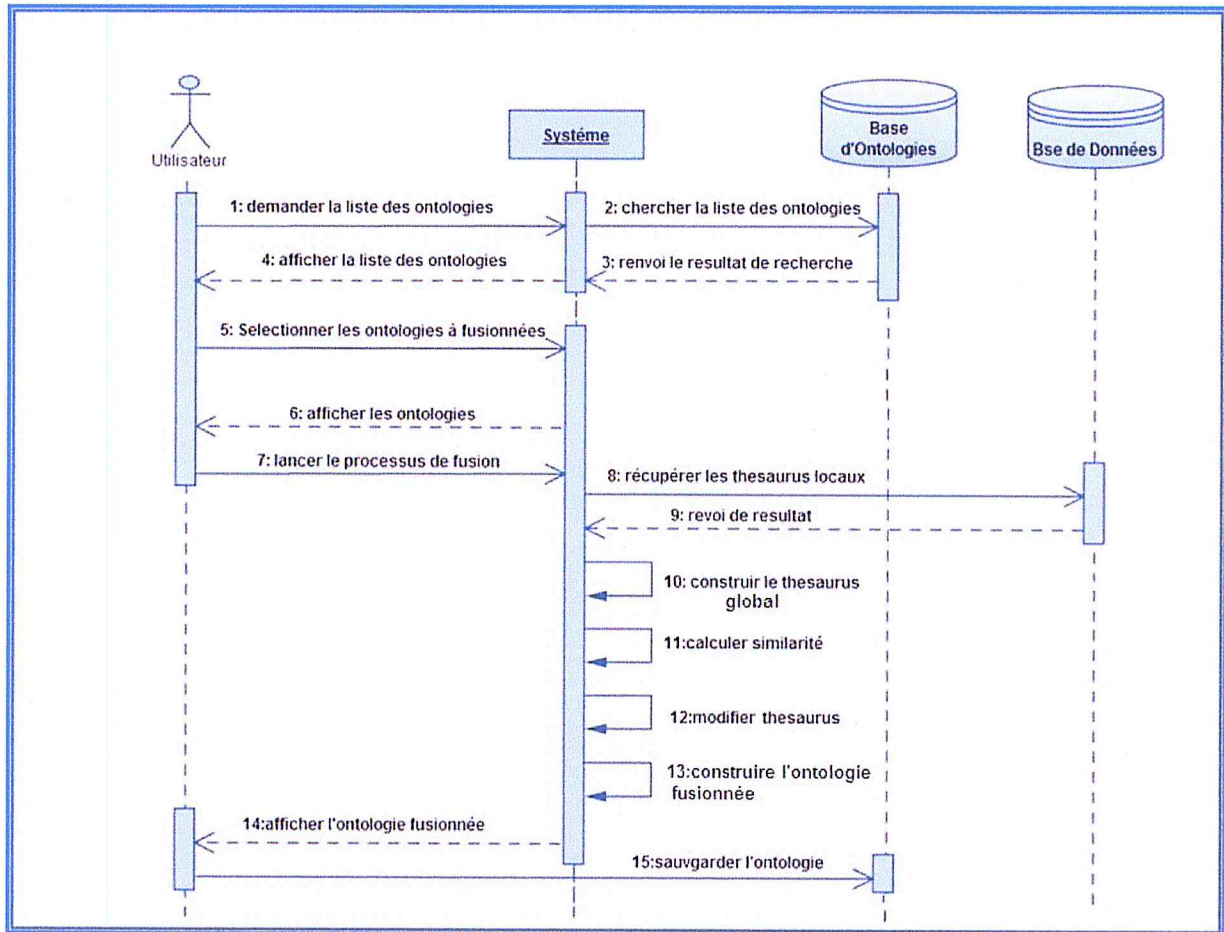 Utilisateur
Systéme
Base
d'Ontologies
Bse de Données
1: demander la liste des ontologies
2: chercher la liste des ontologies
4: afficher la liste des ontologies
3: renvoi le resultat de recherche
5: Selectionner les ontologies à fusionnées
6: afficher les ontologies
7: lancer le processus de fusion
8: récupérer les thesaurus locaux
9: revoi de resultat
10: construir le thesaurus
global
11:calculer similarité
12:modifier thesaurus
13:construire l'ontologie
fusionnée
14:afficher l'ontologie fusionnée
15:sauvgarder l'ontologie